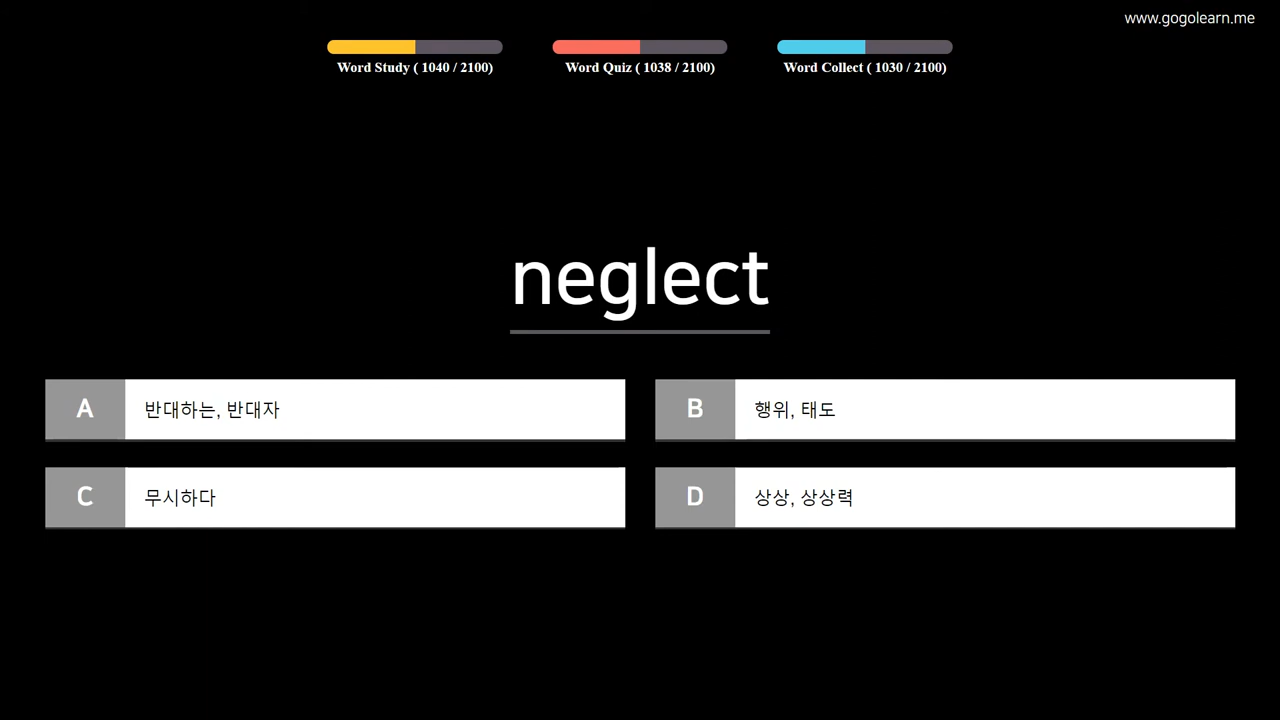 www.gogolearn.me
Word Study ( 1040 / 2100)
Word Quiz ( 1038 / 2100)
Word Collect ( 1030 / 2100)
neglect
A 반대하는, 반대자
B 행위, 태도
C 무시하다
D 상상, 상상력